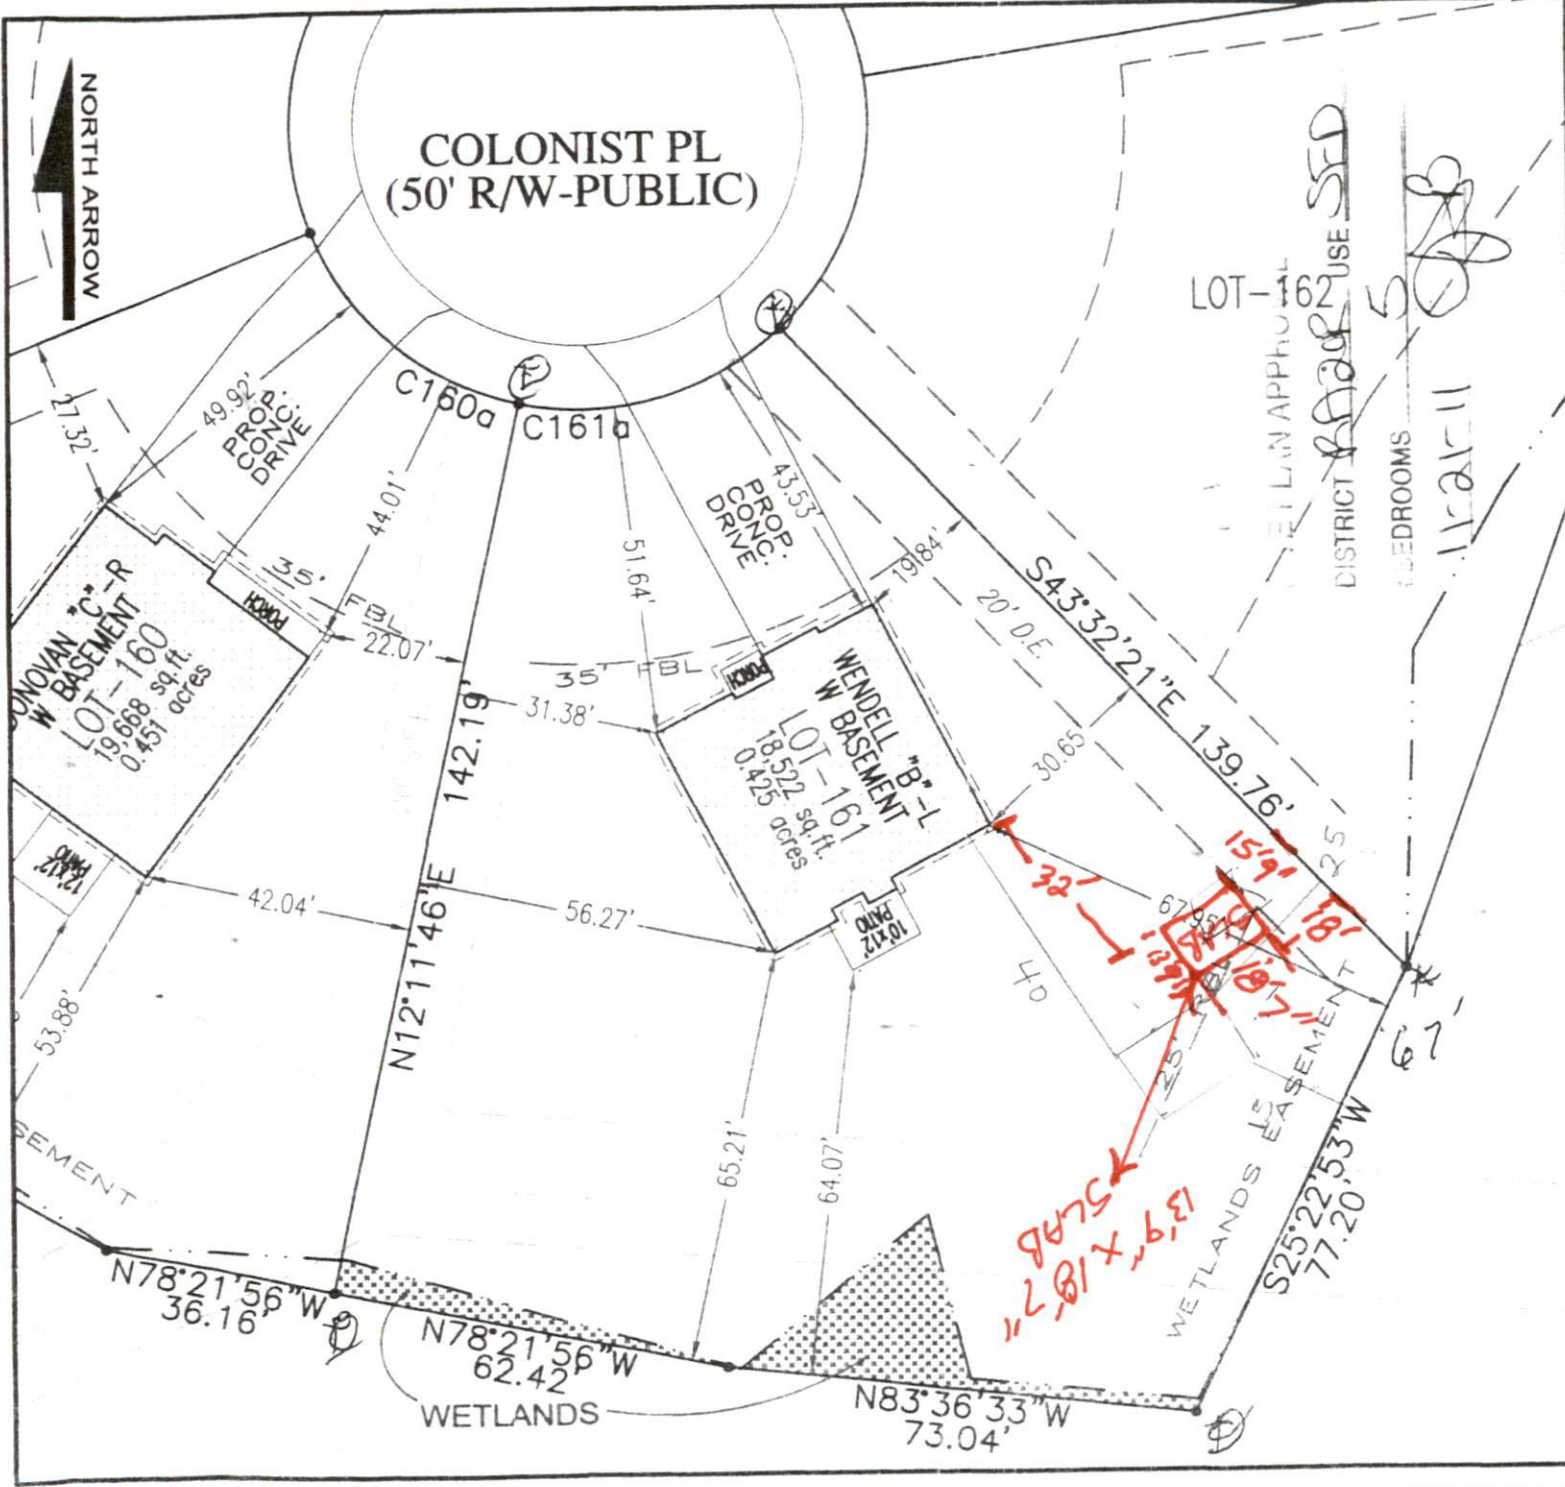 NORTH ARROW
COLONIST PL
(50' R/W-PUBLIC)
LOT-162
DISTRICT
USE SFD
BEDROOMS 5
11-21-11
27.32'
49.92'
PROP.
CONC.
DRIVE
C160a
C161a
44.01'
35'
FBL
22.07'
PORCH
W BASEMENT
LOT-160
19,668 sq.ft.
0.451 acres
12'X12'
PATIO
42.04'
53.88'
N12°11'46"E 142.19'
51.64'
43.53'
PROP.
CONC.
DRIVE
19.84'
20' D.E.
S43°32'21"E 139.76'
35' FBL
31.38'
PORCH
WENDELL "B"-L
W BASEMENT
LOT-161
18,522 sq.ft.
0.425 acres
10'X12'
PATIO
30.65
56.27'
65.21'
64.07'
32'
67.95'
15'9"
18'
SLAB
13'9"
18'7"
25
40
25'
67'
15
WETLANDS EASEMENT
S25°22'53"W
77.20'
13'9" X 18'7"
SLAB
SEMENT
N78°21'56"W
36.16'
N78°21'56"W
62.42'
WETLANDS
N83°36'33"W
73.04'